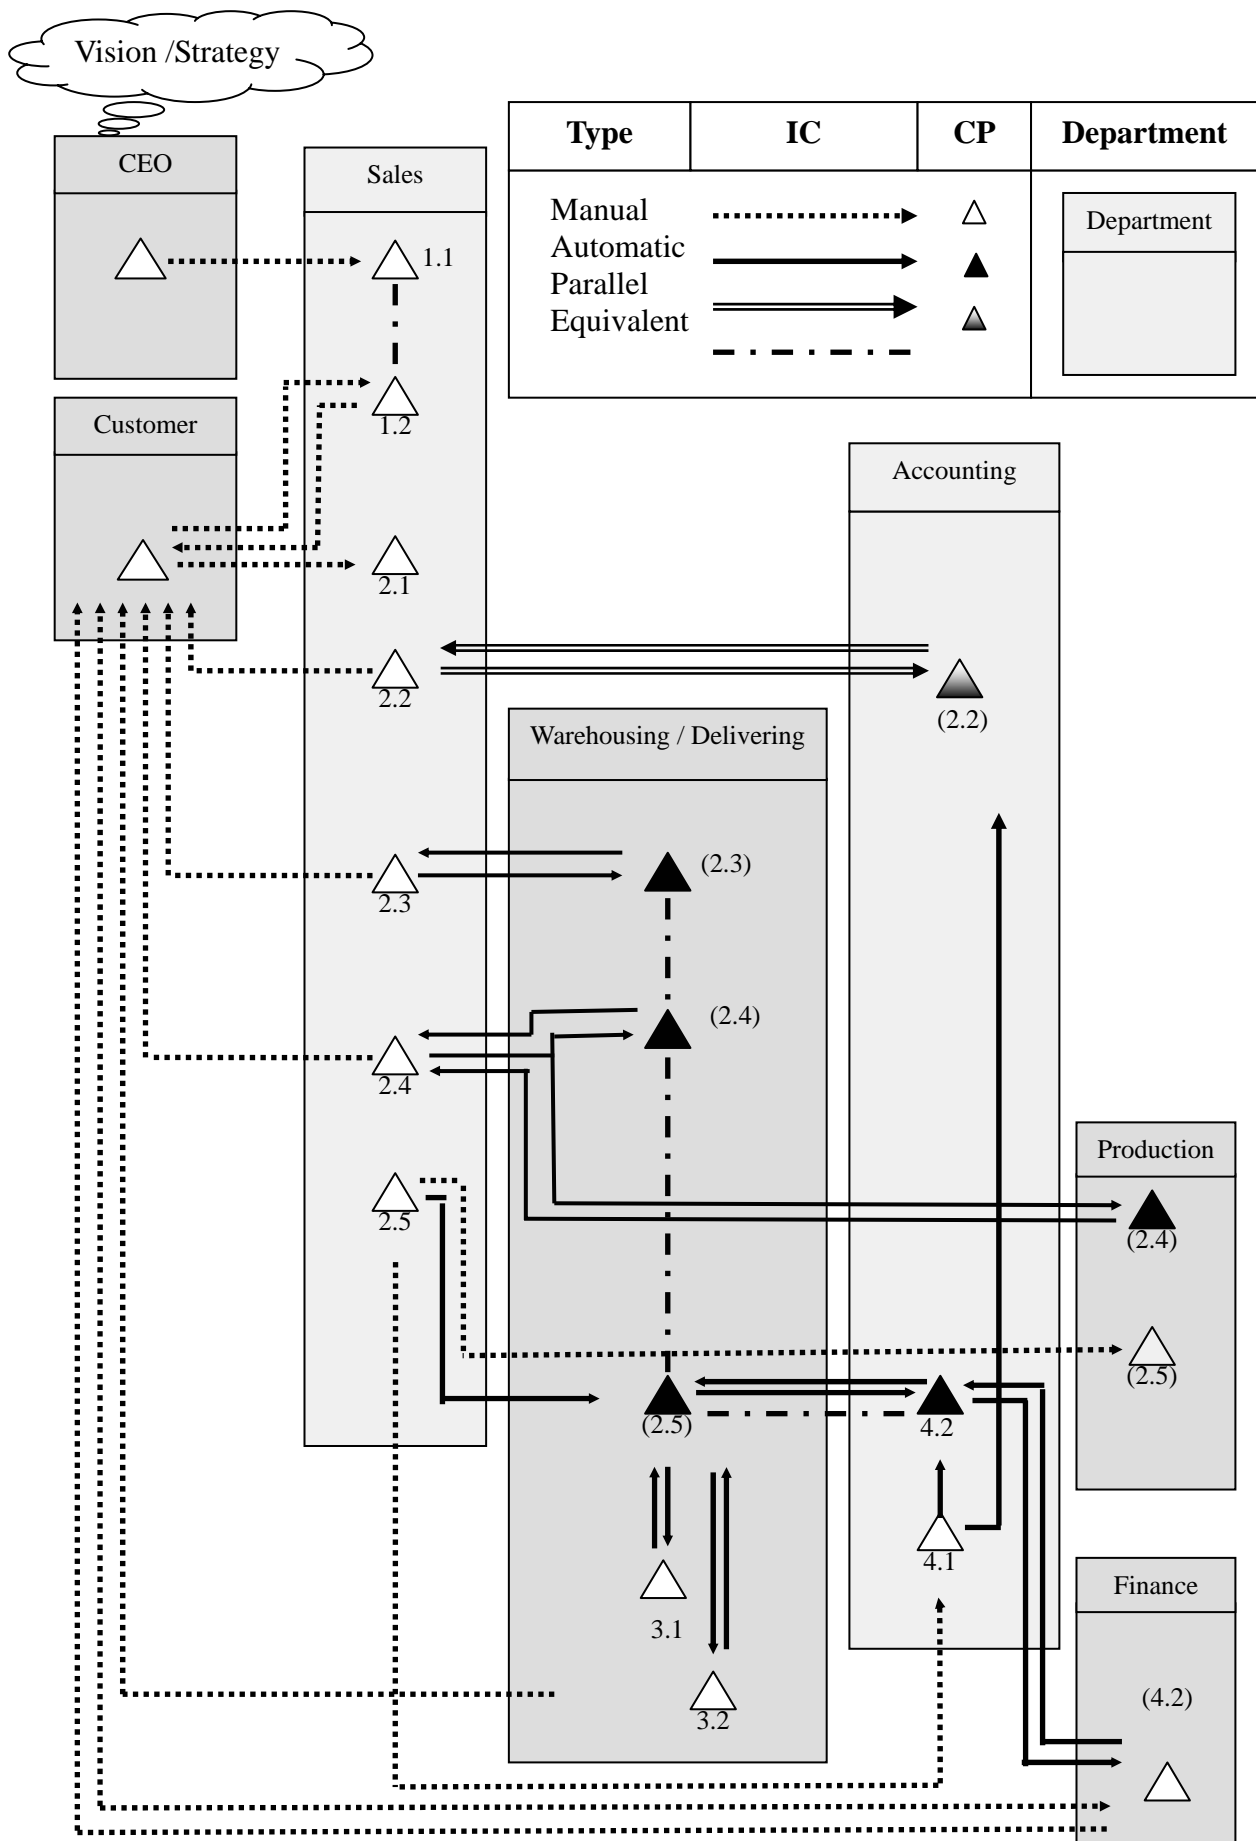 Vision /Strategy
CEO
Sales
Type IC CP Department
Manual
Automatic
Parallel
Equivalent
Department
1.1
1.2
Customer
Accounting
2.1
2.2
(2.2)
Warehousing / Delivering
(2.3)
2.3
(2.4)
2.4
Production
2.5
(2.4)
(2.5)
(2.5)
4.2
4.1
Finance
3.1
(4.2)
3.2